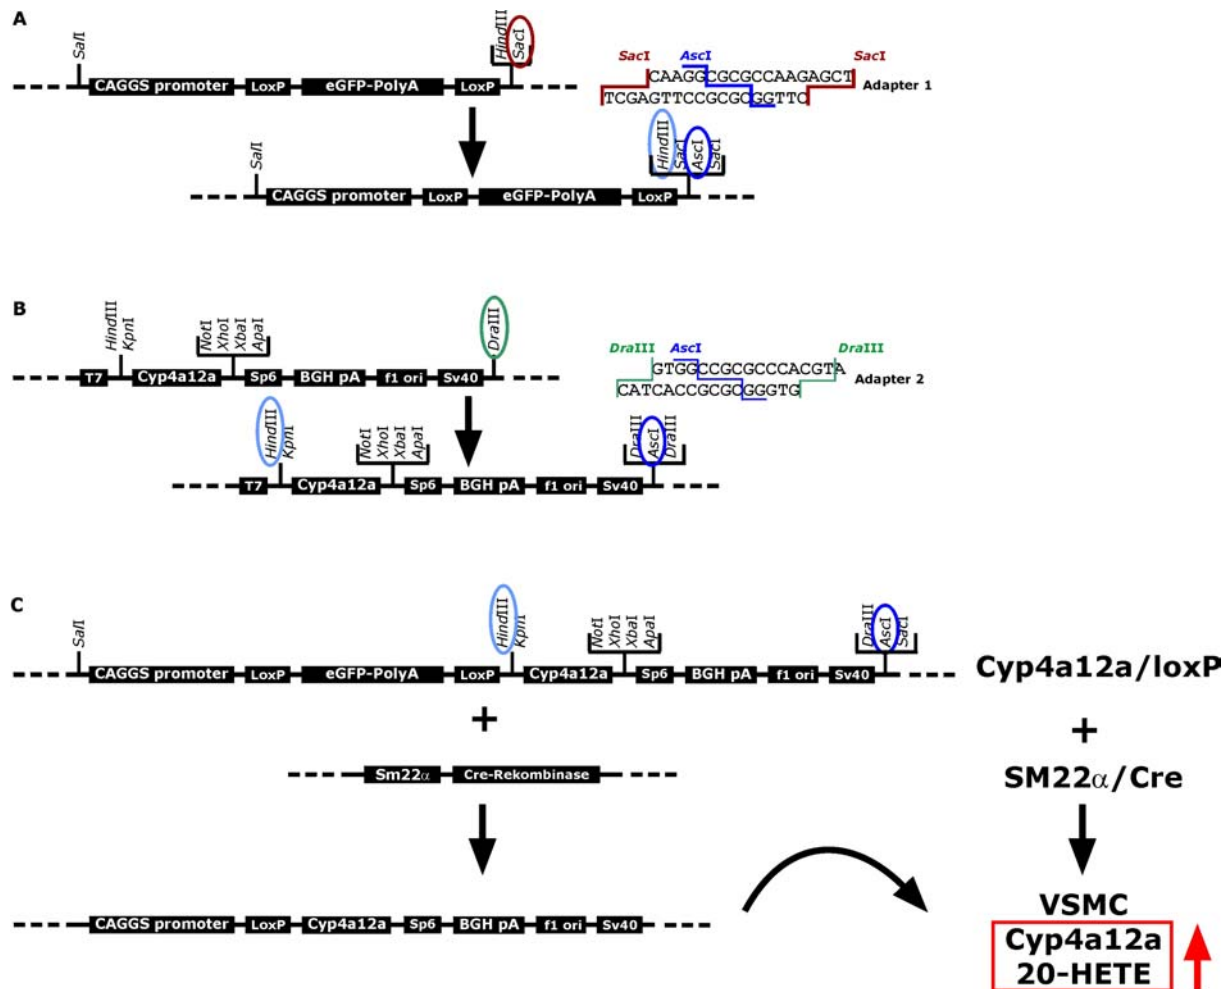 A
SalI
HindIII
SacI
CAGGS promoter LoxP eGFP-PolyA LoxP
SacI AscI SacI
CAAGGCGCGCCAAGAGCT
TCGAGTTCCGCGCGGTTC
Adapter 1
SalI
HindIII
SacI
AscI
SacI
CAGGS promoter LoxP eGFP-PolyA LoxP
B
HindIII
KpnI
NotI
XhoI
XbaI
ApaI
DraIII
T7 Cyp4a12a Sp6 BGH pA f1 ori Sv40
DraIII AscI DraIII
GTGGCCGCGCCCACGTA
CATCACCGCGCGGGTG
Adapter 2
HindIII
KpnI
NotI
XhoI
XbaI
ApaI
DraIII
AscI
DraIII
T7 Cyp4a12a Sp6 BGH pA f1 ori Sv40
C
SalI
HindIII
KpnI
NotI
XhoI
XbaI
ApaI
DraIII
AscI
SacI
CAGGS promoter LoxP eGFP-PolyA LoxP Cyp4a12a Sp6 BGH pA f1 ori Sv40
Cyp4a12a/loxP
+
+
Sm22α Cre-Rekombinase
SM22α/Cre
CAGGS promoter LoxP Cyp4a12a Sp6 BGH pA f1 ori Sv40
VSMC
Cyp4a12a
20-HETE